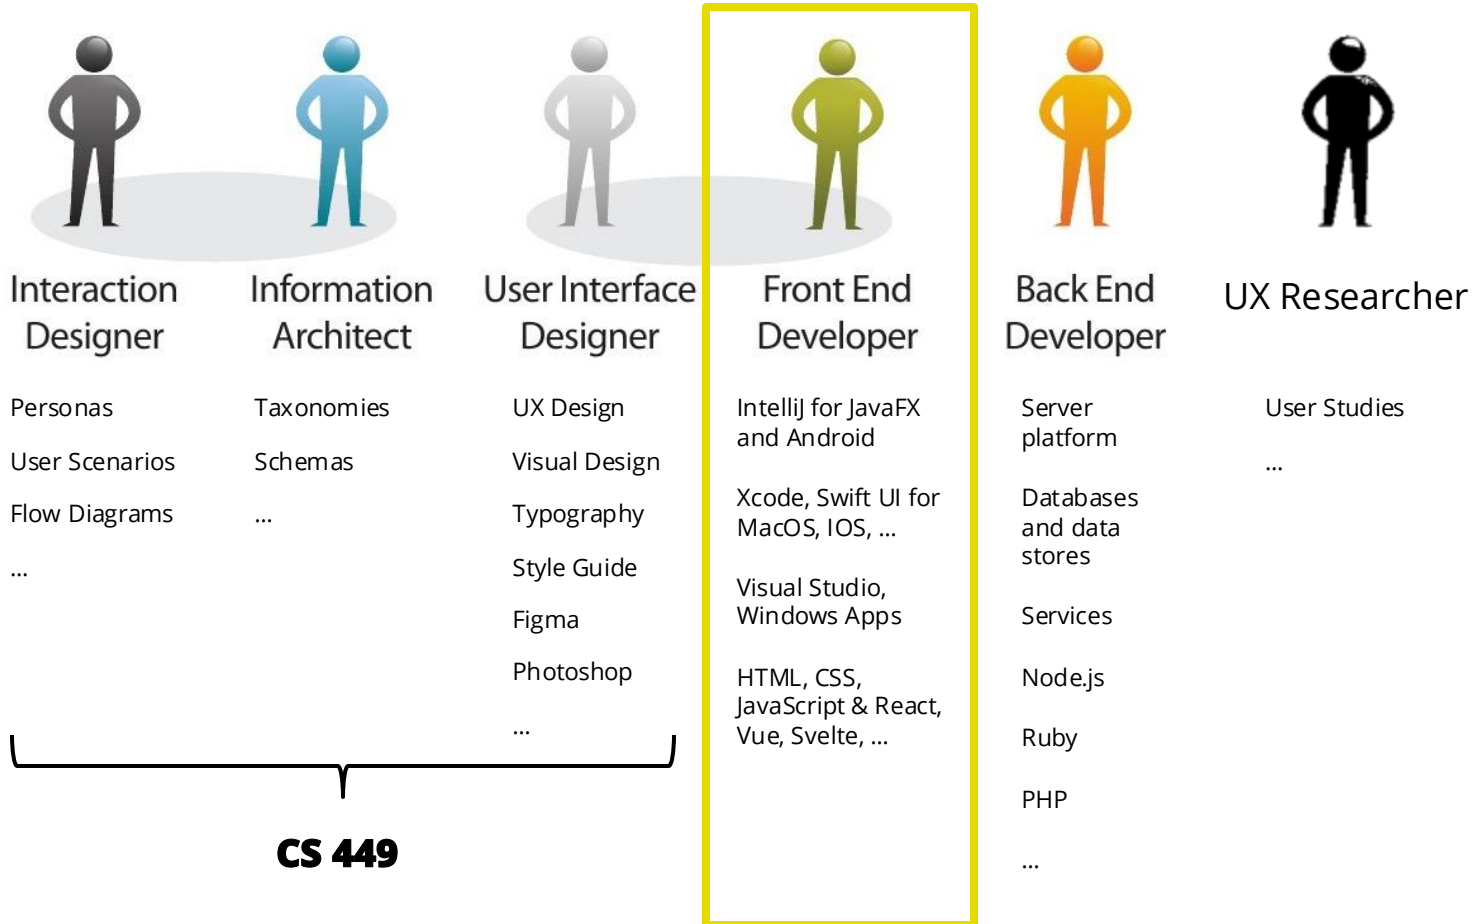 Interaction
Designer
Personas
User Scenarios
Flow Diagrams
...
Information
Architect
Taxonomies
Schemas
...
User Interface
Designer
UX Design
Visual Design
Typography
Style Guide
Figma
Photoshop
...
CS 449
Front End
Developer
IntelliJ for JavaFX
and Android
Xcode, Swift UI for
MacOS, IOS, ...
Visual Studio,
Windows Apps
HTML, CSS,
JavaScript & React,
Vue, Svelte, ...
Back End
Developer
Server
platform
Databases
and data
stores
Services
Node.js
Ruby
PHP
...
UX Researcher
User Studies
...